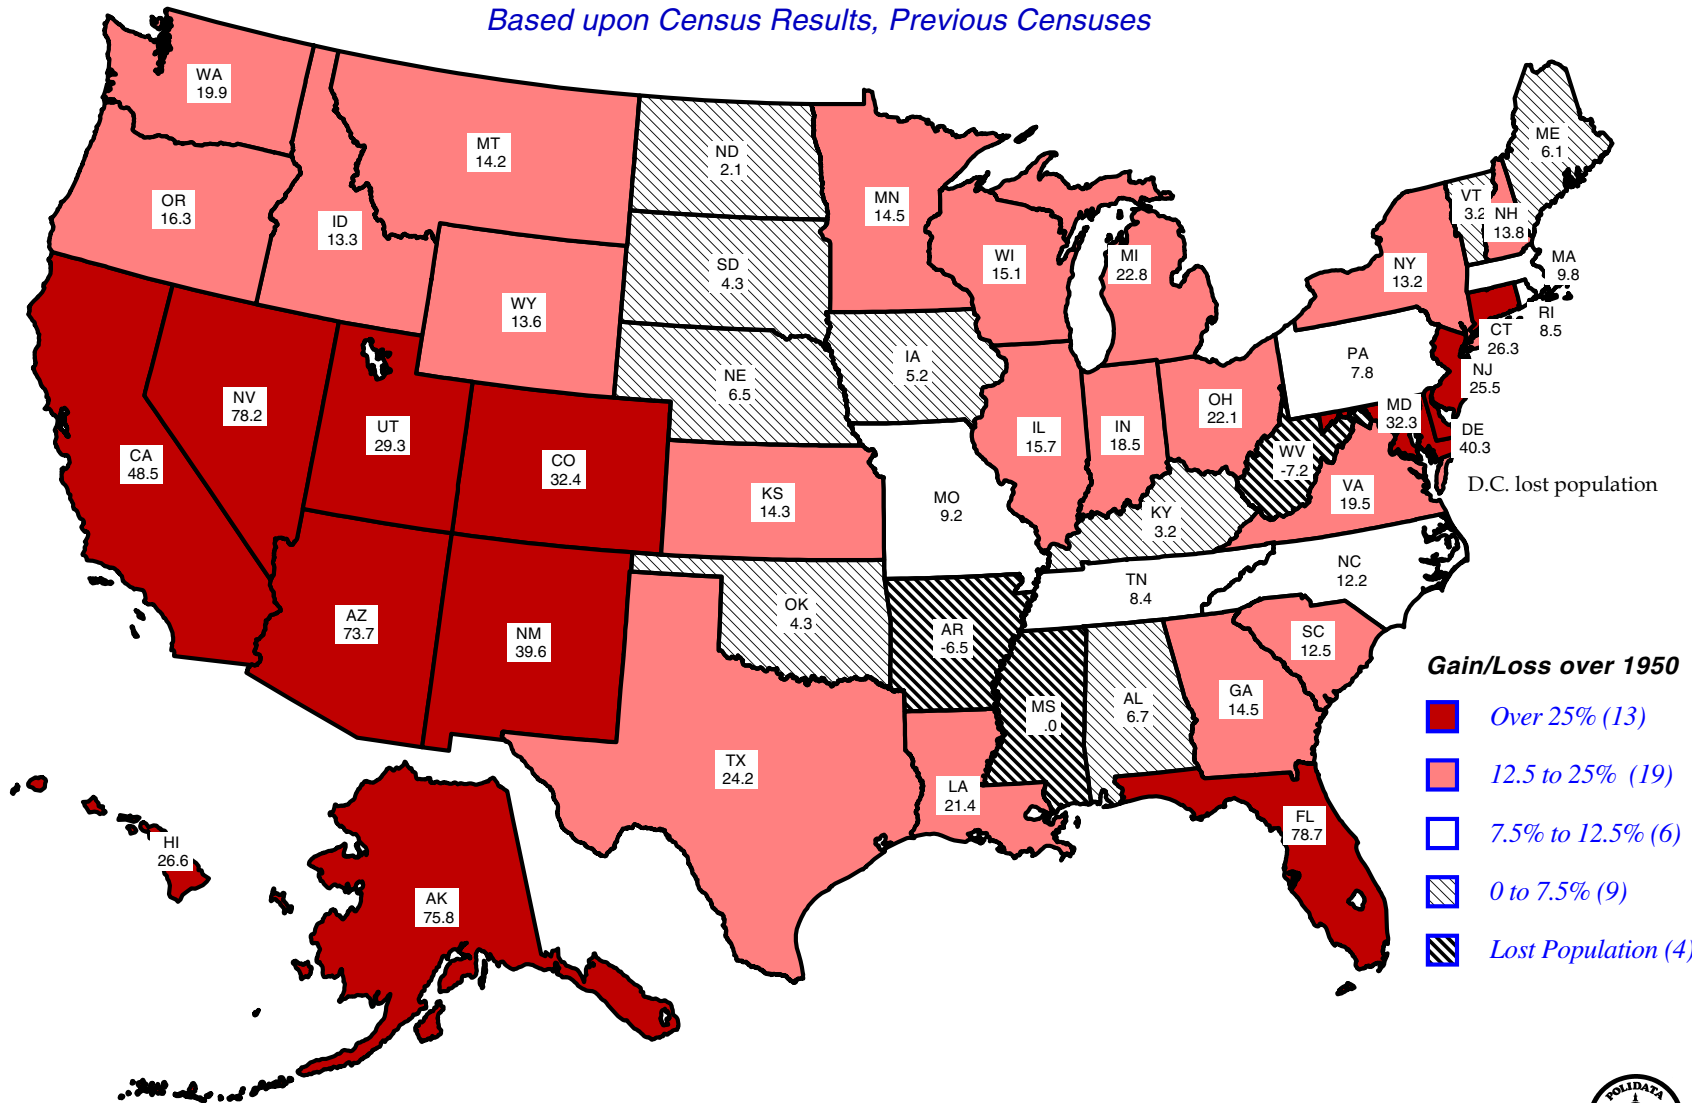 Based upon Census Results, Previous Censuses
WA
19.9
MT
14.2
ND
2.1
ME
6.1
OR
16.3
ID
13.3
MN
14.5
VT
3.2
NH
13.8
SD
4.3
WI
15.1
MI
22.8
NY
13.2
MA
9.8
WY
13.6
RI
8.5
CT
26.3
IA
5.2
PA
7.8
NE
6.5
NJ
25.5
NV
78.2
UT
29.3
OH
22.1
MD
32.3
IL
15.7
IN
18.5
DE
40.3
CA
48.5
CO
32.4
WV
-7.2
KS
14.3
MO
9.2
VA
19.5
D.C. lost population
KY
3.2
NC
12.2
TN
8.4
OK
4.3
AZ
73.7
NM
39.6
AR
-6.5
SC
12.5
GA
14.5
MS
.0
AL
6.7
TX
24.2
LA
21.4
FL
78.7
HI
26.6
AK
75.8
Gain/Loss over 1950
Over 25% (13)
12.5 to 25% (19)
7.5% to 12.5% (6)
0 to 7.5% (9)
Lost Population (4)
POLIDATA